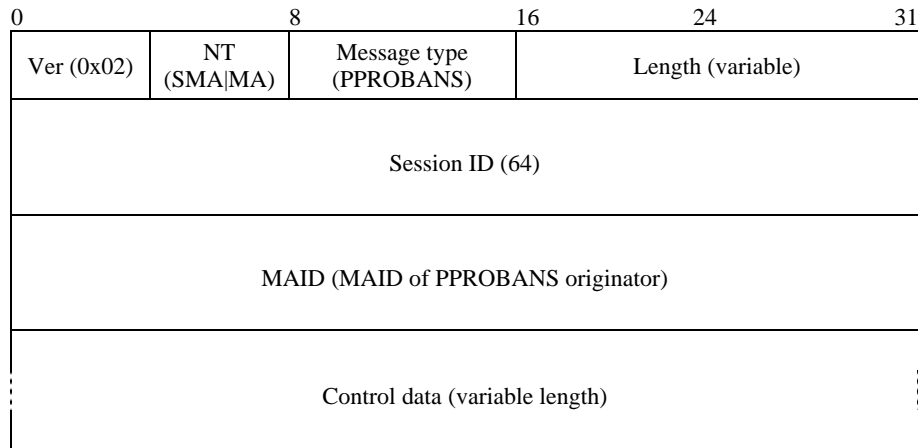 0 8 16 24 31
Ver (0x02) NT (SMA|MA) Message type (PPROBANS) Length (variable)
Session ID (64)
MAID (MAID of PPROBANS originator)
Control data (variable length)